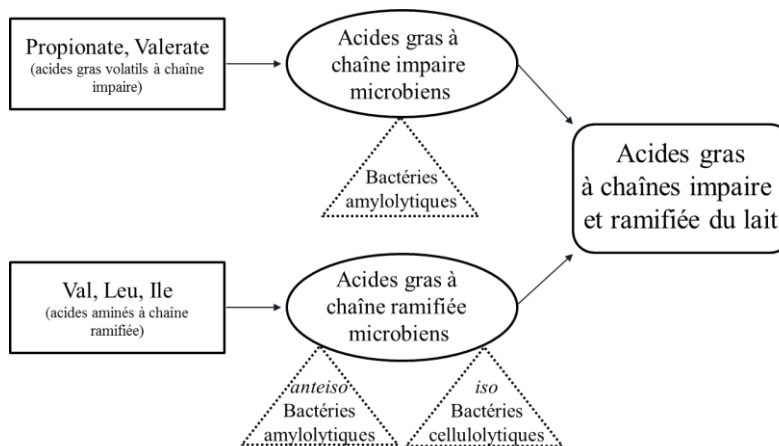 Propionate, Valerate
(acides gras volatils à chaîne
impaire)
Acides gras à
chaîne impaire
microbiens
Bactéries
amylolytiques
Acides gras
à chaînes impaire
et ramifiée du lait
Val, Leu, Ile
(acides aminés à chaîne
ramifiée)
Acides gras à
chaîne ramifiée
microbiens
anteiso
Bactéries
amylolytiques
iso
Bactéries
cellulolytiques